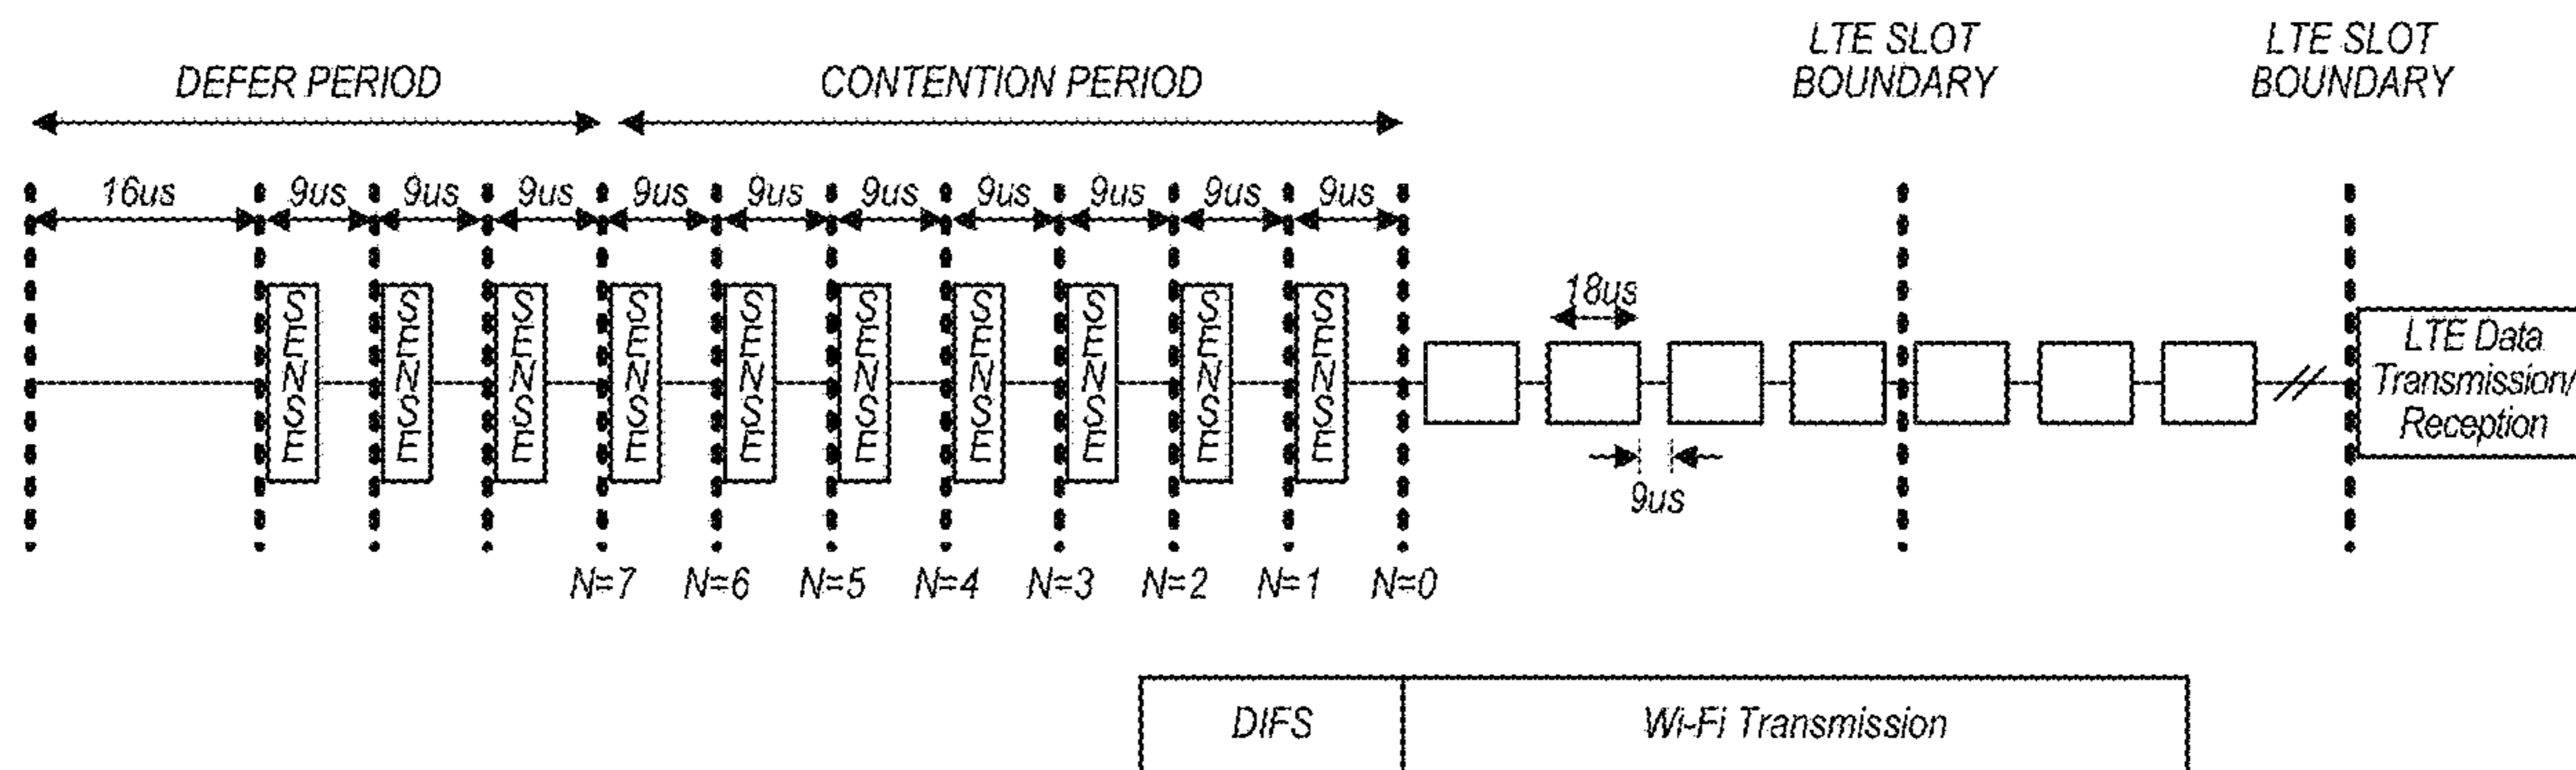 LTE SLOT
BOUNDARY
LTE SLOT
BOUNDARY
DEFER PERIOD
CONTENTION PERIOD
16us 9us 9us 9us 9us 9us 9us 9us 9us 9us 9us
SENSE SENSE SENSE SENSE SENSE SENSE SENSE SENSE SENSE SENSE
18us
9us
LTE Data
Transmission/
Reception
N=7 N=6 N=5 N=4 N=3 N=2 N=1 N=0
DIFS
Wi-Fi Transmission